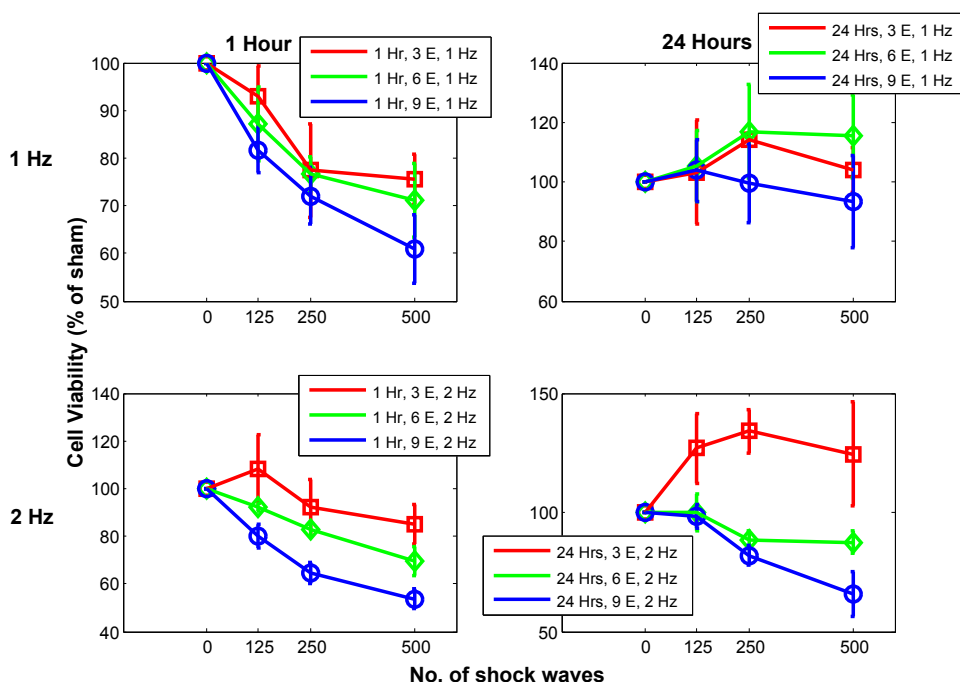 1 Hour
24 Hours
1 Hr, 3 E, 1 Hz
1 Hr, 6 E, 1 Hz
1 Hr, 9 E, 1 Hz
24 Hrs, 3 E, 1 Hz
24 Hrs, 6 E, 1 Hz
24 Hrs, 9 E, 1 Hz
1 Hz
100
90
80
70
60
50
0 125 250 500
140
120
100
80
60
0 125 250 500
Cell Viability (% of sham)
2 Hz
1 Hr, 3 E, 2 Hz
1 Hr, 6 E, 2 Hz
1 Hr, 9 E, 2 Hz
140
120
100
80
60
40
0 125 250 500
150
100
50
24 Hrs, 3 E, 2 Hz
24 Hrs, 6 E, 2 Hz
24 Hrs, 9 E, 2 Hz
0 125 250 500
No. of shock waves